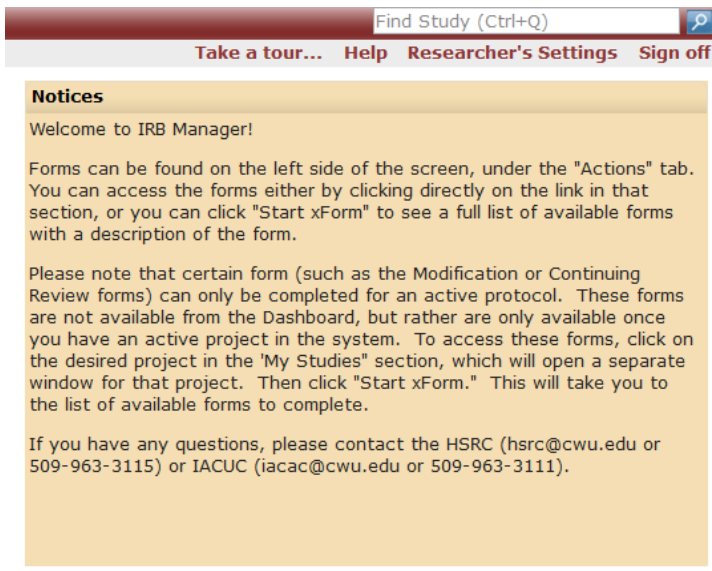 Find Study (Ctrl+Q)
Take a tour... Help Researcher's Settings Sign off
Notices
Welcome to IRB Manager!
Forms can be found on the left side of the screen, under the "Actions" tab.
You can access the forms either by clicking directly on the link in that
section, or you can click "Start xForm" to see a full list of available forms
with a description of the form.
Please note that certain form (such as the Modification or Continuing
Review forms) can only be completed for an active protocol.  These forms
are not available from the Dashboard, but rather are only available once
you have an active project in the system.  To access these forms, click on
the desired project in the 'My Studies" section, which will open a separate
window for that project.  Then click "Start xForm."  This will take you to
the list of available forms to complete.
If you have any questions, please contact the HSRC (hsrc@cwu.edu or
509-963-3115) or IACUC (iacac@cwu.edu or 509-963-3111).